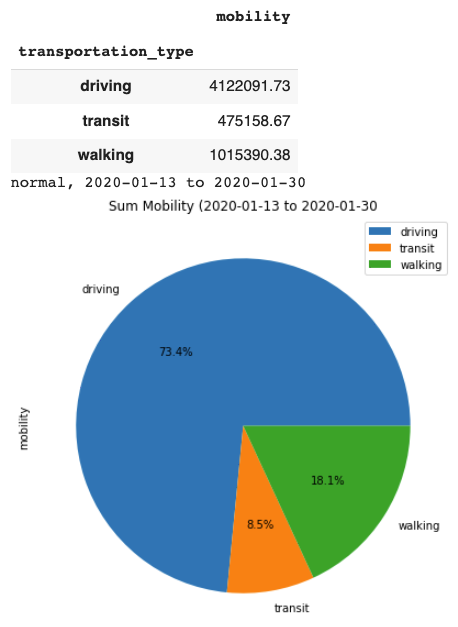 mobility
transportation_type
driving 4122091.73
transit 475158.67
walking 1015390.38
normal, 2020-01-13 to 2020-01-30
Sum Mobility (2020-01-13 to 2020-01-30
driving
transit
walking
driving
73.4%
mobility
18.1%
8.5%
walking
transit